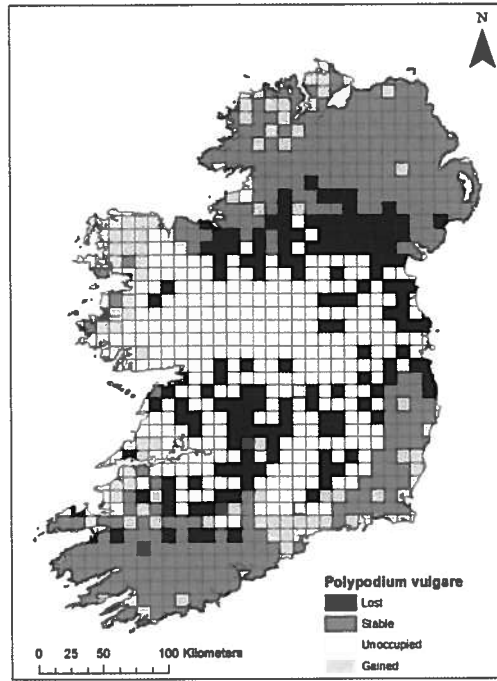 N
Polypodium vulgare
Lost
Stable
Unoccupied
Gained
0 25 50 100 Kilometers